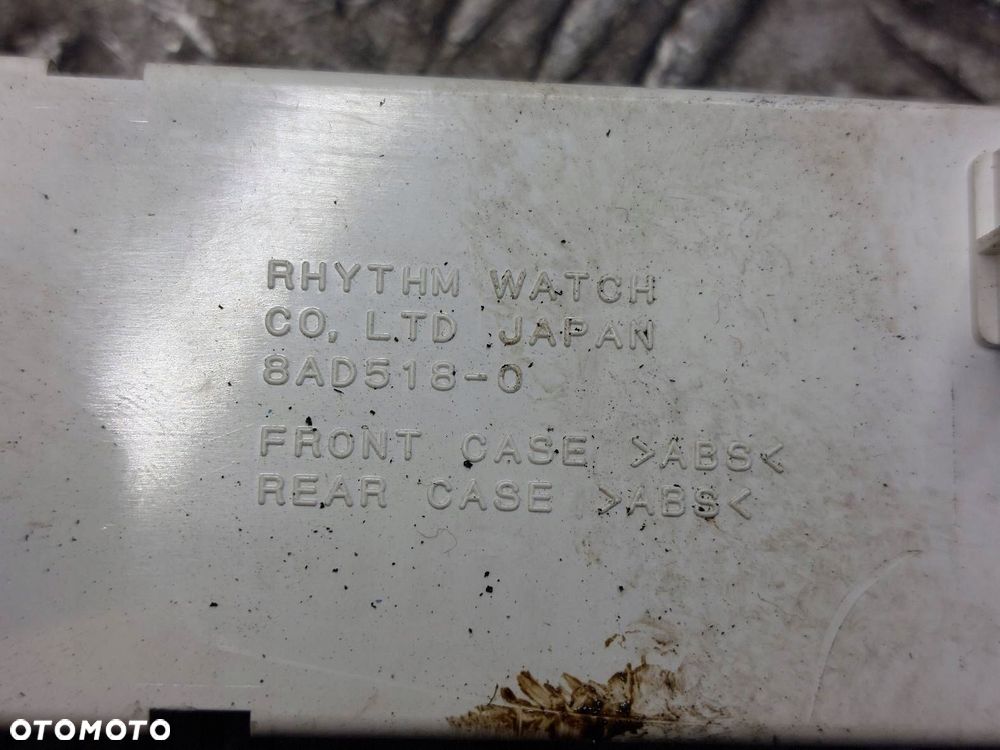 RHYTHM WATCH
CO, LTD JAPAN
8AD518-0
FRONT CASE >ABS<
REAR CASE >ABS<
OTOMOTO